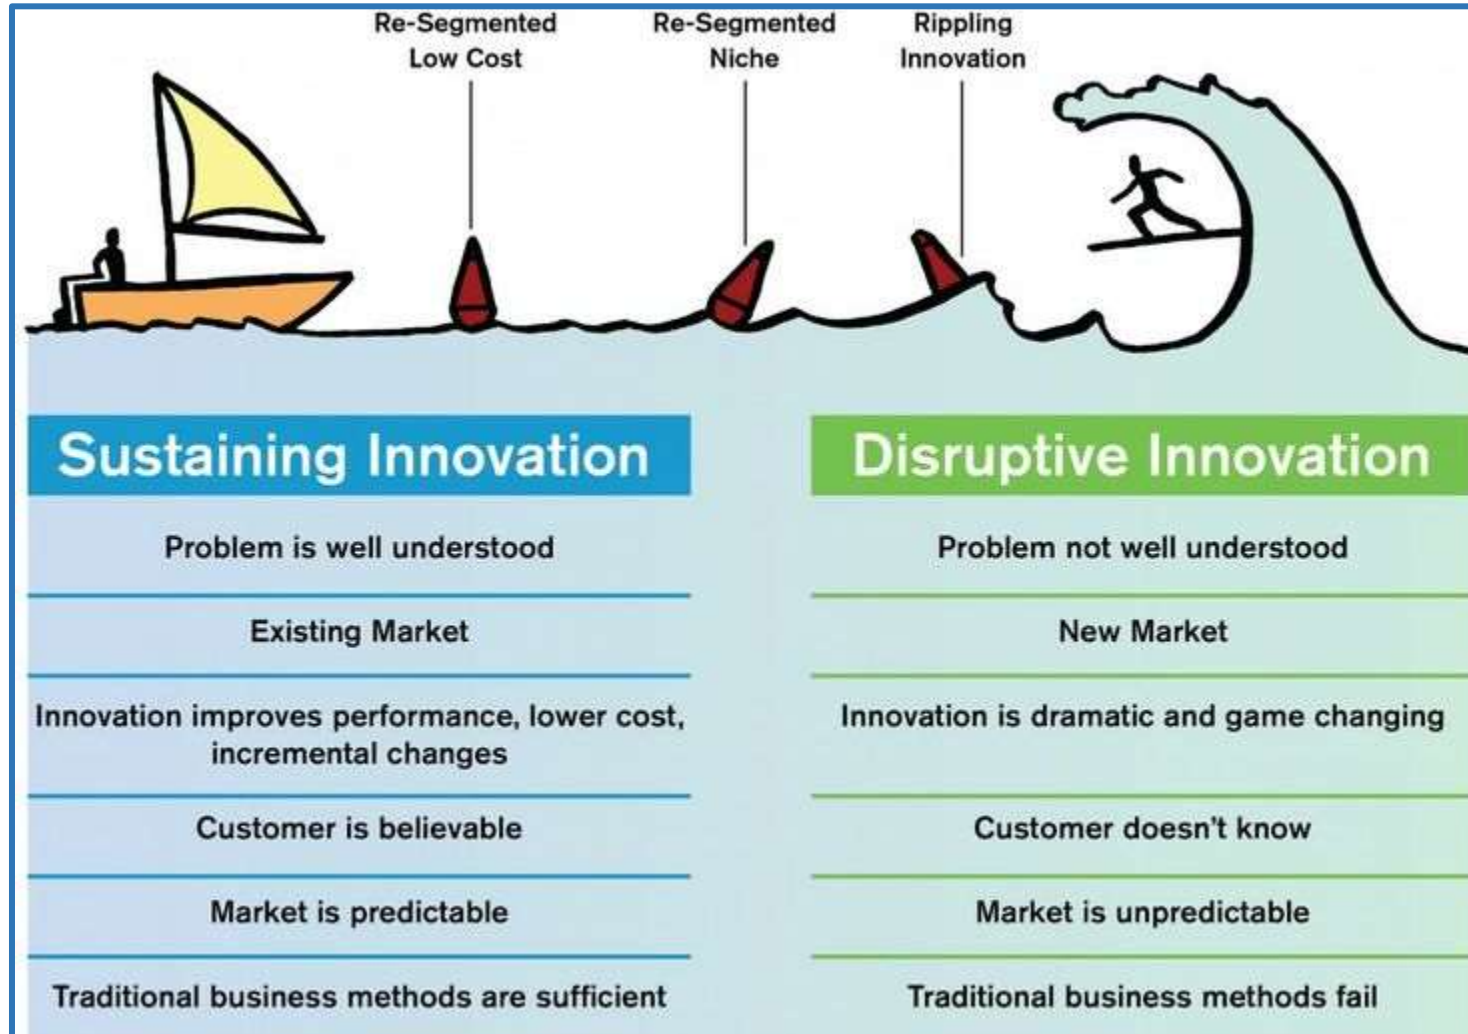 Re-Segmented
Low Cost
Re-Segmented
Niche
Rippling
Innovation
Sustaining Innovation
Problem is well understood
Existing Market
Innovation improves performance, lower cost,
incremental changes
Customer is believable
Market is predictable
Traditional business methods are sufficient
Disruptive Innovation
Problem not well understood
New Market
Innovation is dramatic and game changing
Customer doesn't know
Market is unpredictable
Traditional business methods fail